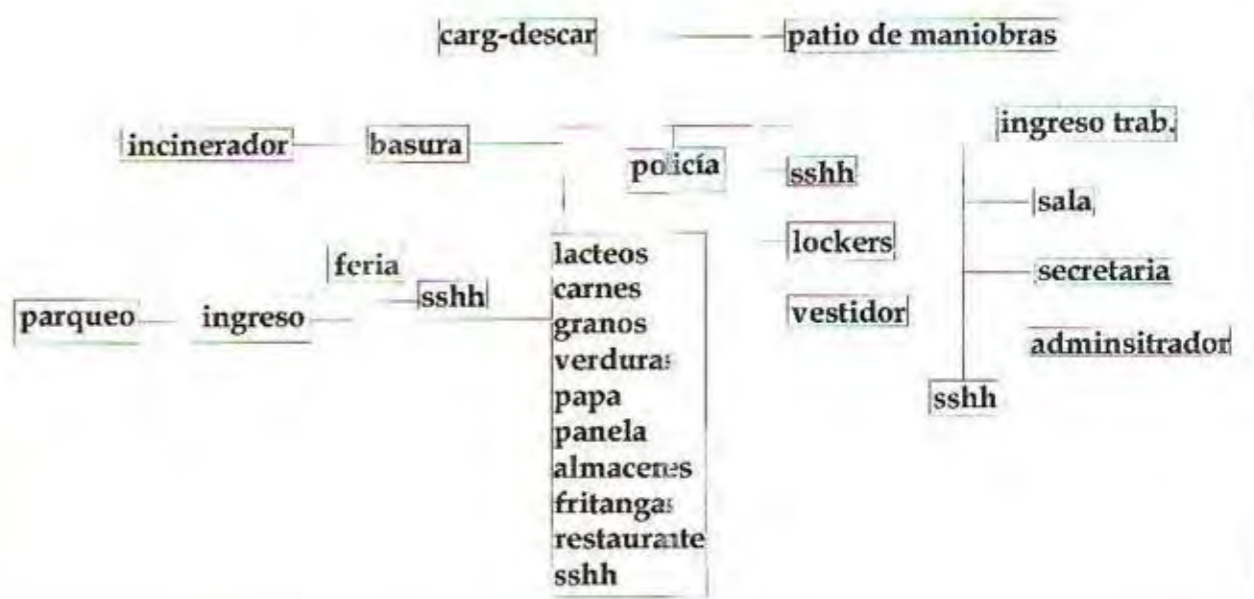 carg-descar
patio de maniobras
incinerador
basura
policía
sshh
ingreso trab.
sala
lockers
feria
sshh
secretaria
parqueo
ingreso
vestidor
adminsitrador
sshh
lacteos
carnes
granos
verduras
papa
panela
almacenes
fritangas
restaurante
sshh